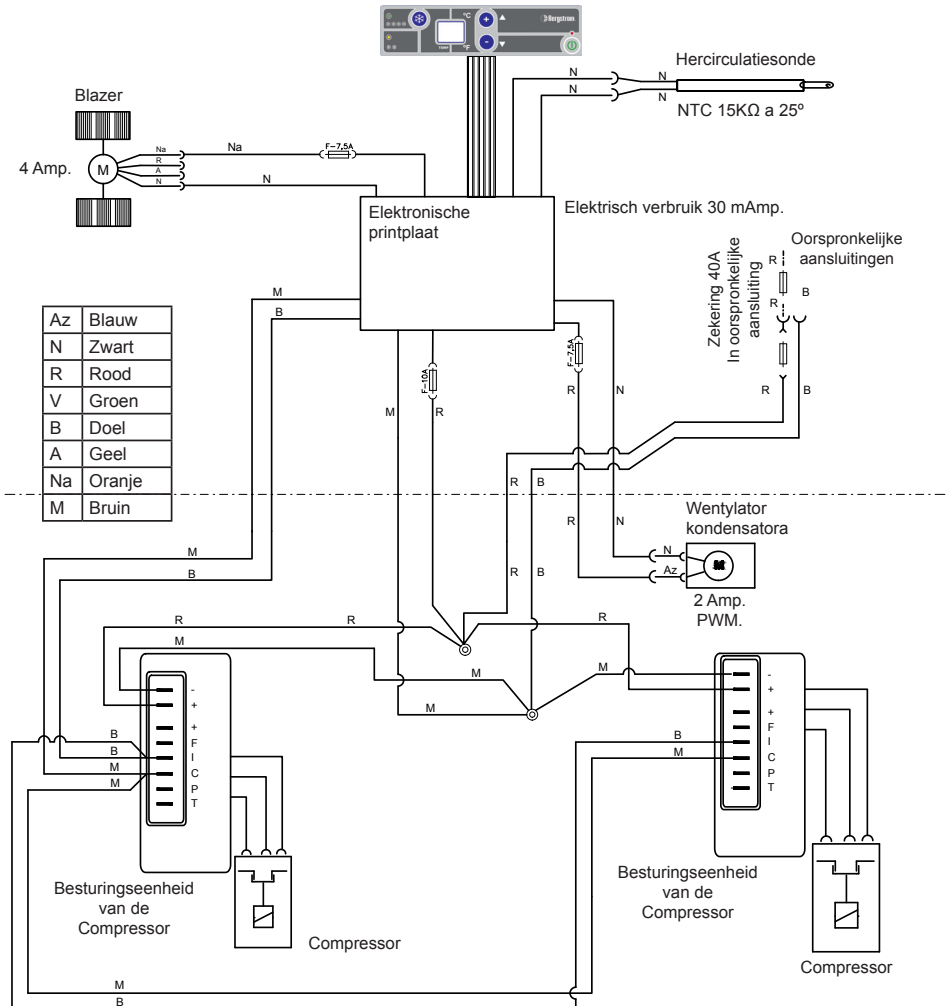 °C
°F
TEMP
Bergstrom
+
-
Hercirculatiesonde
N
N
N
N
NTC 15KΩ a 25º
Blazer
4 Amp.
M
Na
R
A
N
Na
N
F-7,5A
Elektronische
printplaat
Elektrisch verbruik 30 mAmp.
Oorspronkelijke
aansluitingen
Zekering 40A
In oorspronkelijke
aansluiting
R
R
B
R
B
M
B
Az Blauw
N Zwart
R Rood
V Groen
B Doel
A Geel
Na Oranje
M Bruin
F-10A
F-7,5A
M
R
R
N
R
B
R
N
Wentylator
kondensatora
N
Az
M
2 Amp.
PWM.
M
B
R
B
R
R
R
M
M
M
M
-
+
+
F
I
C
P
T
B
B
M
M
-
+
+
F
I
C
P
T
B
M
Besturingseenheid
van de
Compressor
Compressor
Besturingseenheid
van de
Compressor
Compressor
M
B